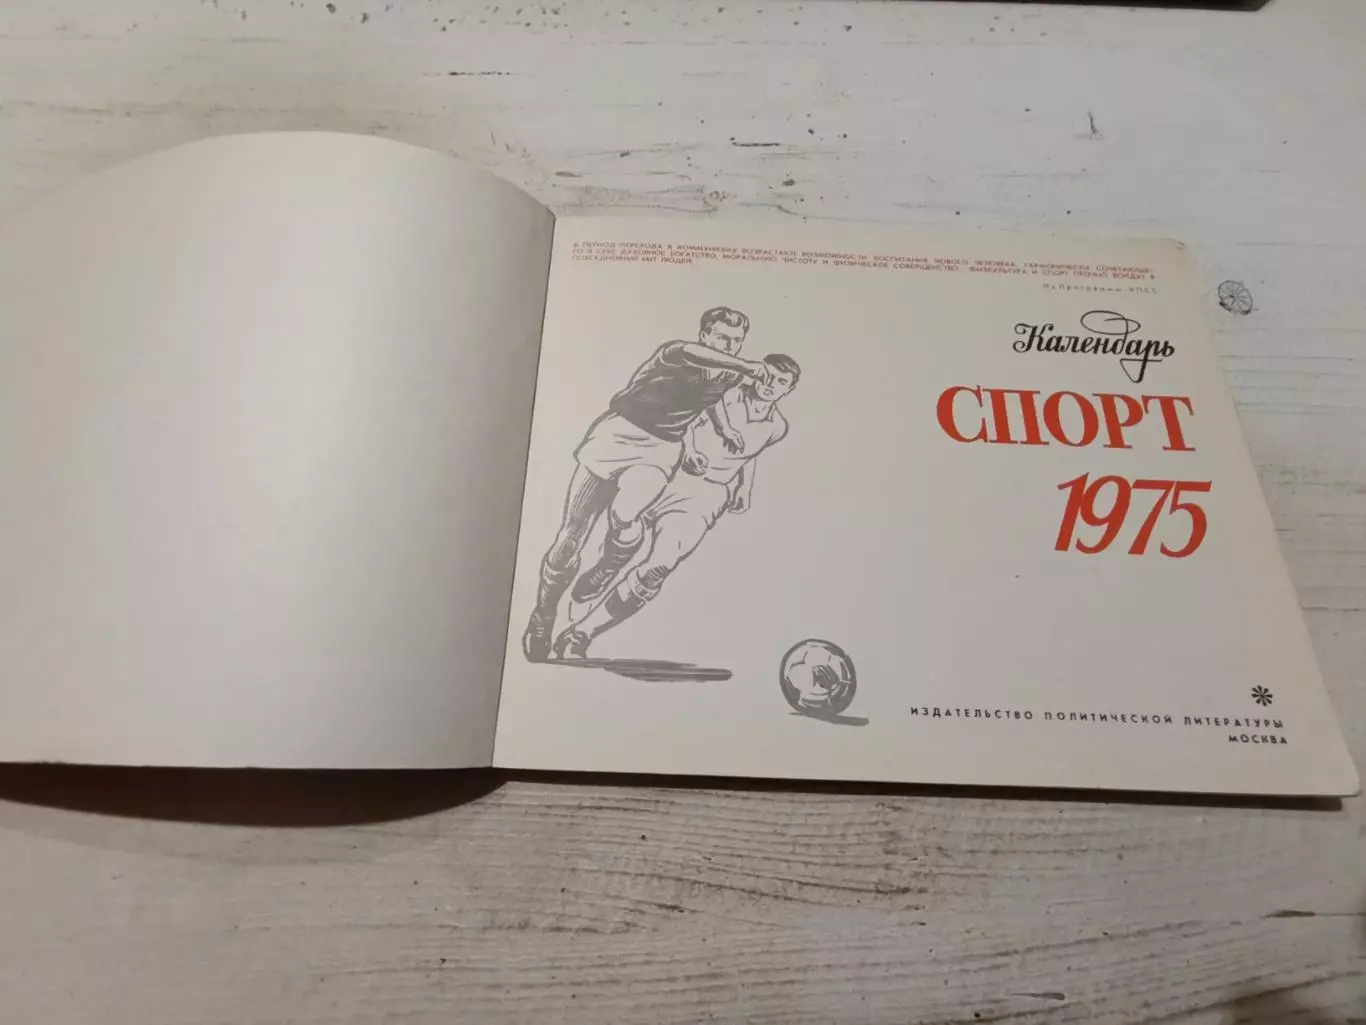 В ПЕРИОД ПЕРЕХОДА К КОММУНИЗМУ ВОЗРАСТАЮТ ВОЗМОЖНОСТИ ВОСПИТАНИЯ НОВОГО ЧЕЛОВЕКА, ГАРМОНИЧЕСКИ СОЧЕТАЮЩЕ-
ГО В СЕБЕ ДУХОВНОЕ БОГАТСТВО, МОРАЛЬНУЮ ЧИСТОТУ И ФИЗИЧЕСКОЕ СОВЕРШЕНСТВО. ФИЗКУЛЬТУРА И СПОРТ ПРОЧНО ВОЙДУТ В
ПОВСЕДНЕВНЫЙ БЫТ ЛЮДЕЙ.
Из Программы КПСС
Календарь
СПОРТ
1975
ИЗДАТЕЛЬСТВО ПОЛИТИЧЕСКОЙ ЛИТЕРАТУРЫ
МОСКВА